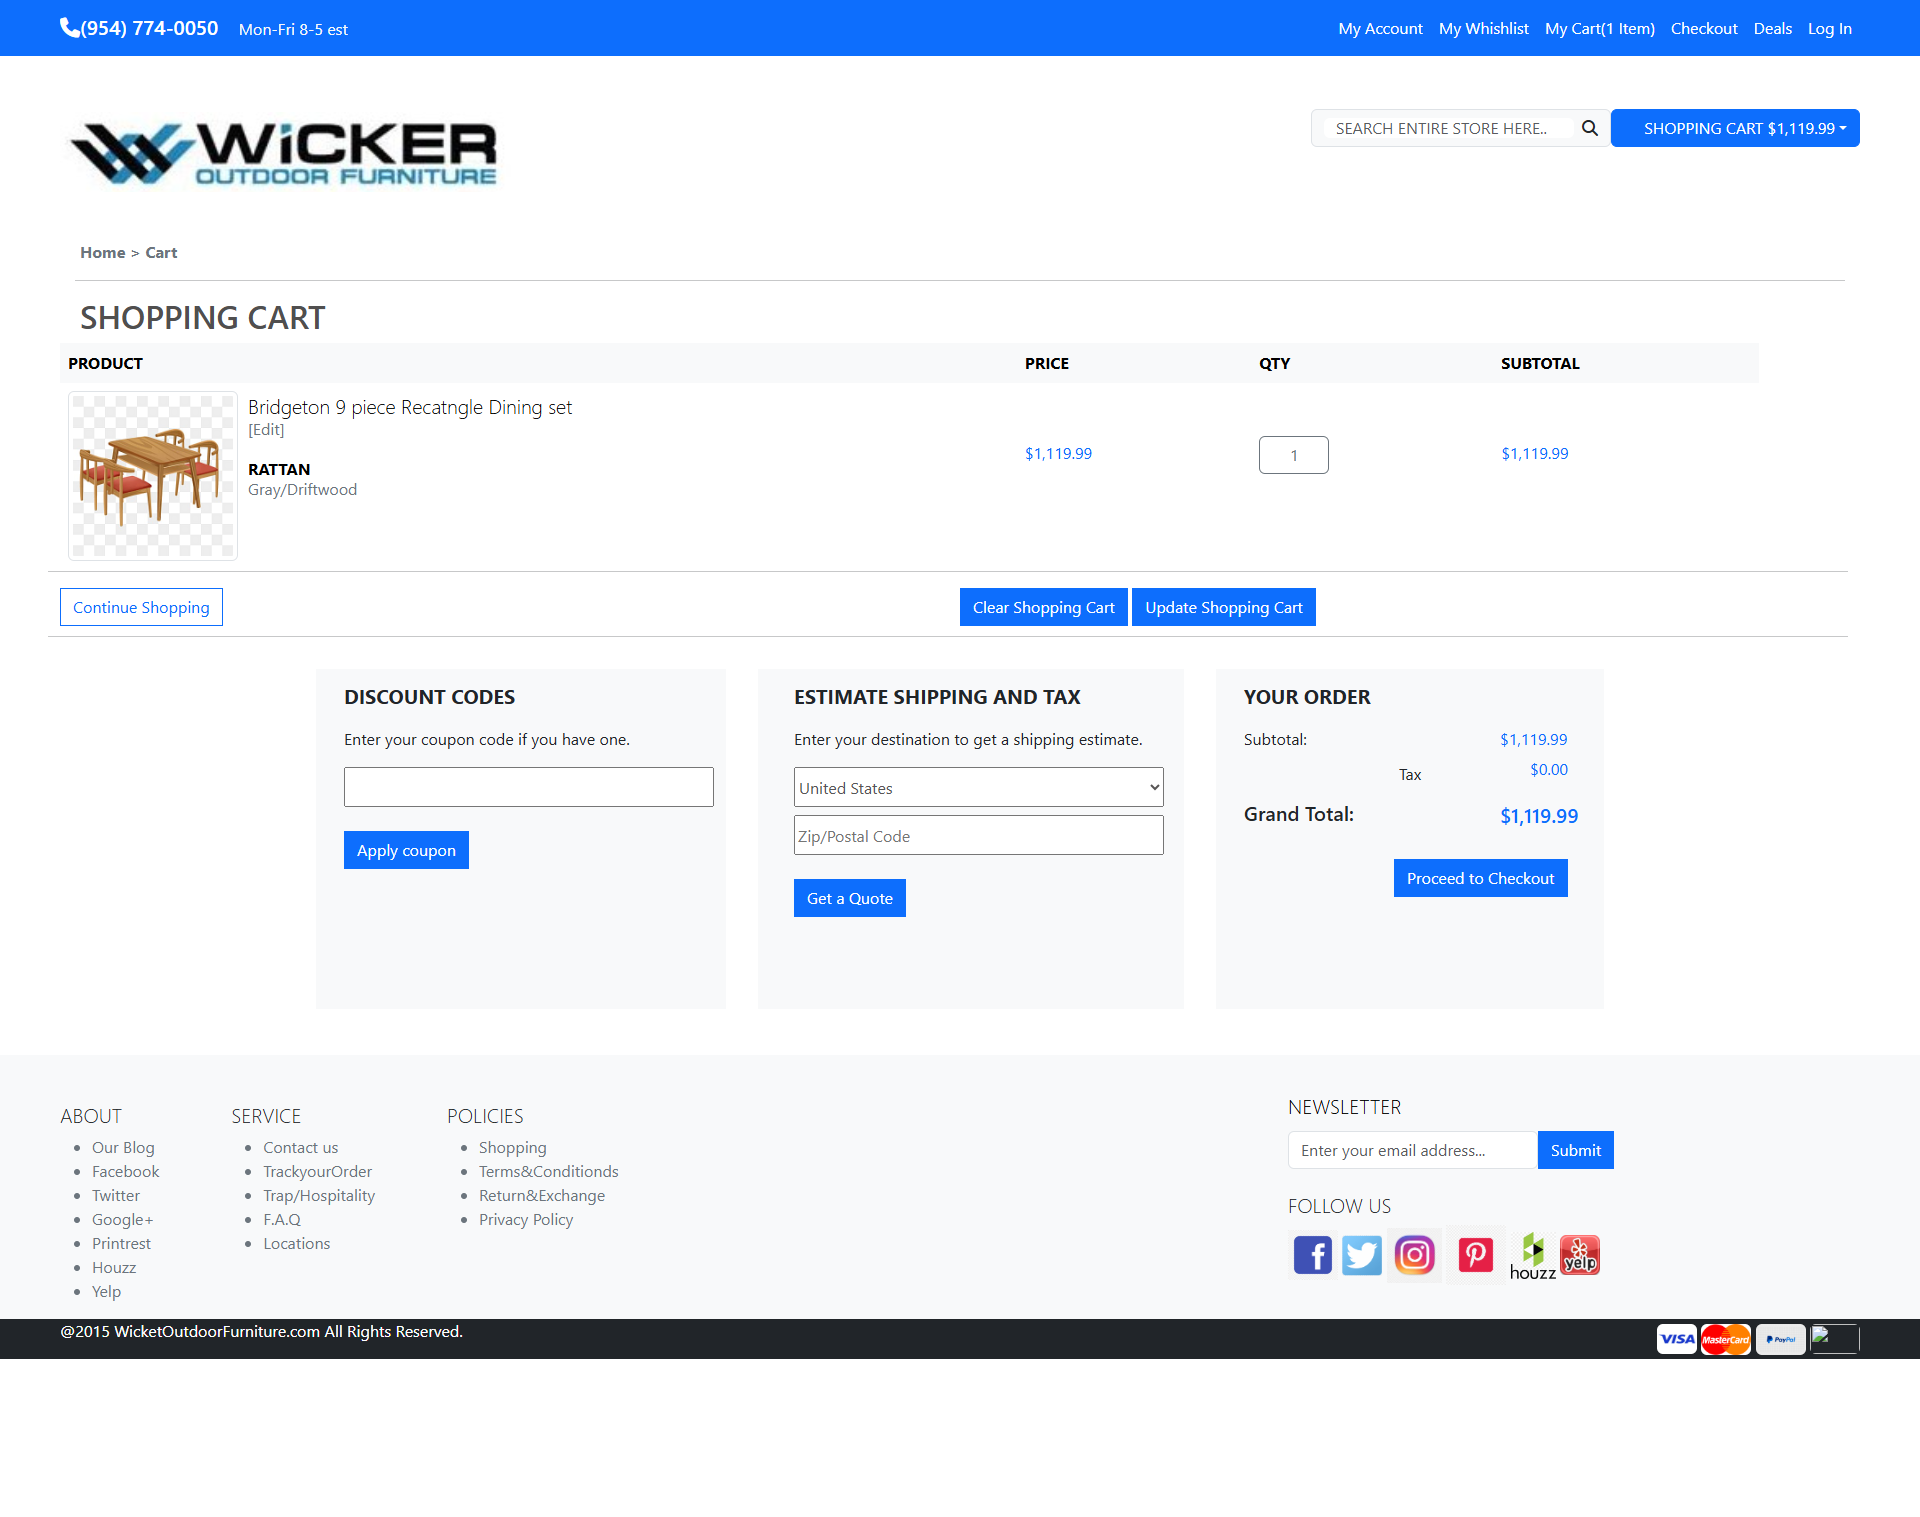 (954) 774-0050 Mon-Fri 8-5 est My Account My Whishlist My Cart(1 Item) Checkout Deals Log In
WiCKER
OUTDOOR FURNITURE
SEARCH ENTIRE STORE HERE.. SHOPPING CART $1,119.99
Home > Cart
SHOPPING CART
PRODUCT PRICE QTY SUBTOTAL
Bridgeton 9 piece Recatngle Dining set
[Edit]
$1,119.99 1 $1,119.99
RATTAN
Gray/Driftwood
Continue Shopping Clear Shopping Cart Update Shopping Cart
DISCOUNT CODES
Enter your coupon code if you have one.
Apply coupon
ESTIMATE SHIPPING AND TAX
Enter your destination to get a shipping estimate.
United States
Zip/Postal Code
Get a Quote
YOUR ORDER
Subtotal: $1,119.99
Tax $0.00
Grand Total: $1,119.99
Proceed to Checkout
ABOUT
Our Blog
Facebook
Twitter
Google+
Printrest
Houzz
Yelp
SERVICE
Contact us
TrackyourOrder
Trap/Hospitality
F.A.Q
Locations
POLICIES
Shopping
Terms&Conditionds
Return&Exchange
Privacy Policy
NEWSLETTER
Enter your email address... Submit
FOLLOW US
houzz yelp
@2015 WicketOutdoorFurniture.com All Rights Reserved. VISA MasterCard PayPal